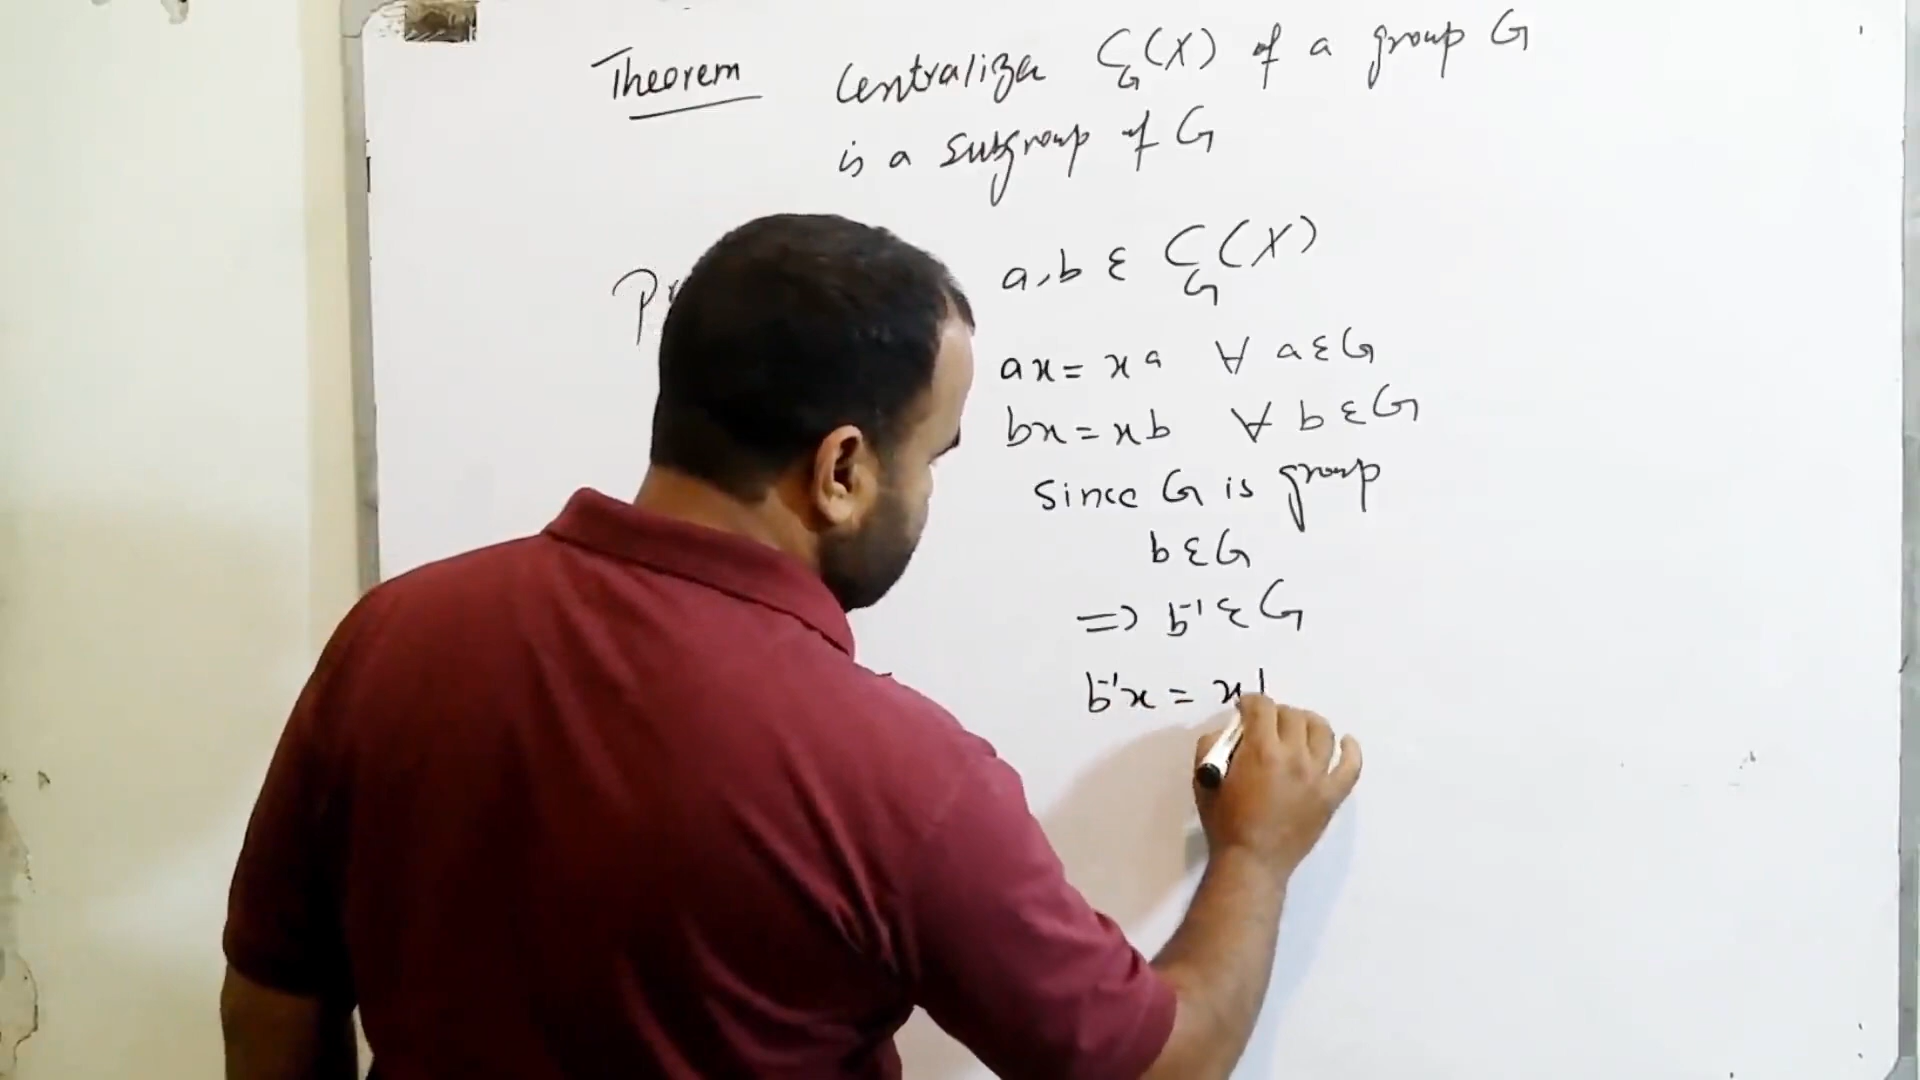 Theorem Centralizer C_G(X) of a group G
is a subgroup of G
a, b ε C_G(X)
ax = xa ∀ a ε G
bx = xb ∀ b ε G
Since G is group
b ε G
=> b⁻¹ ε G
b⁻¹x = x